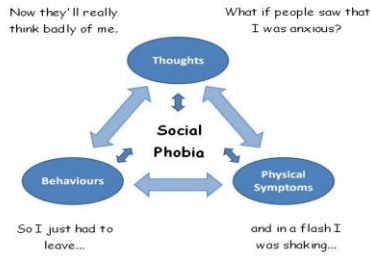 Now they'll really
think badly of me.
What if people saw that
I was anxious?
Thoughts
Social
Phobia
Behaviours
Physical
Symptoms
So I just had to
leave...
and in a flash I
was shaking...